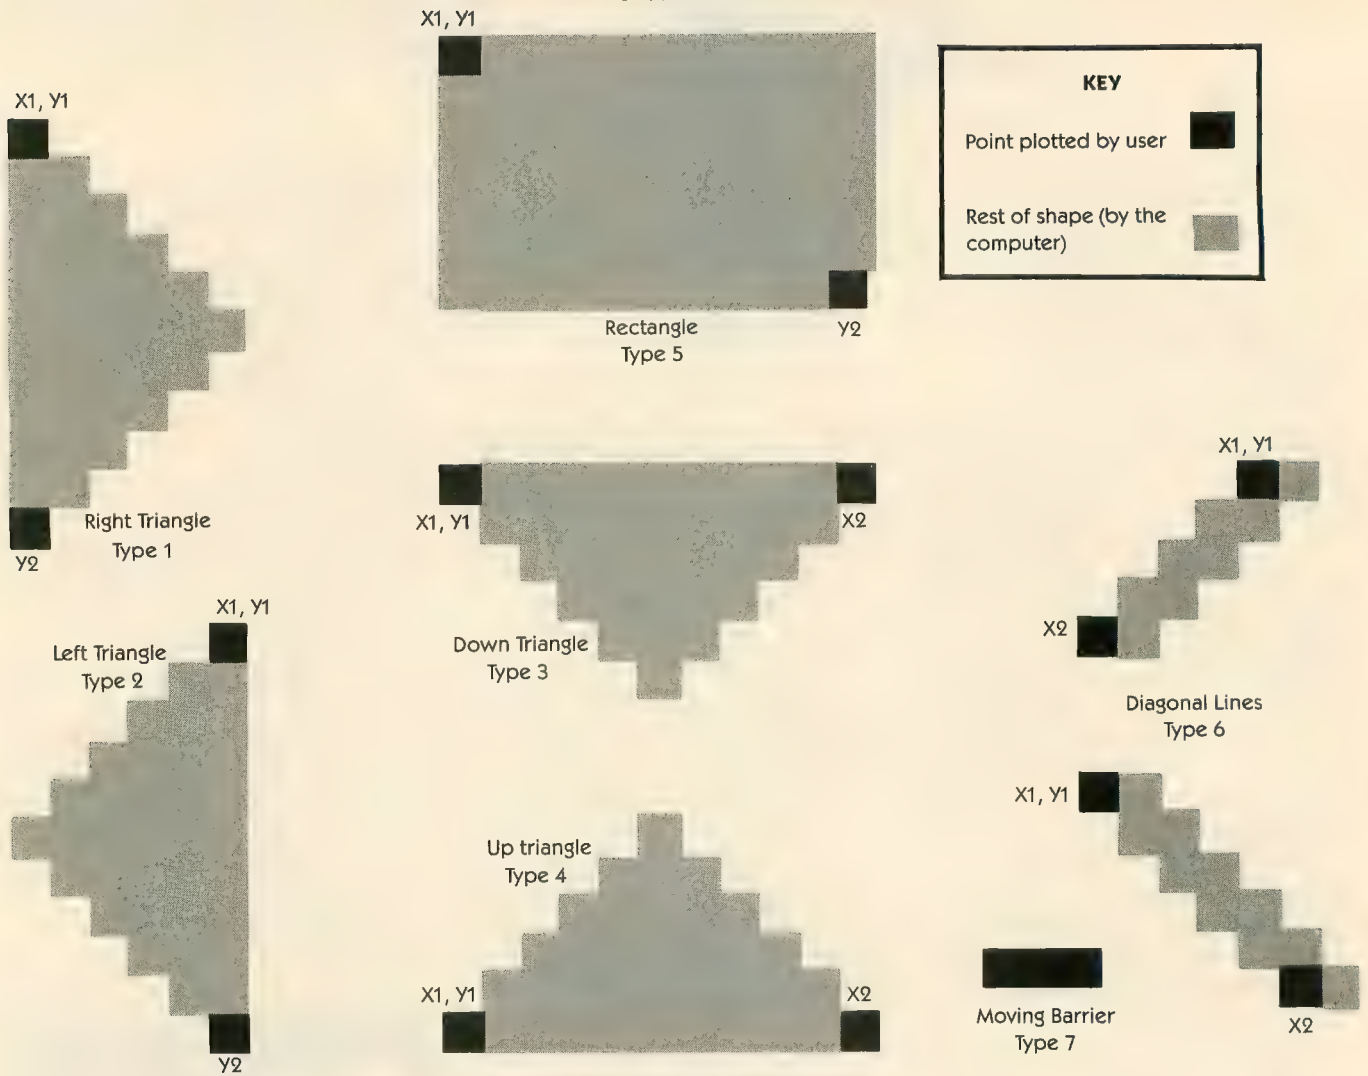 X1, Y1
X1, Y1
KEY
Point plotted by user
Rest of shape (by the
computer)
Rectangle
Type 5
Y2
X1, Y1
X1, Y1
X2
Right Triangle
Type 1
Y2
X1, Y1
Left Triangle
Type 2
Down Triangle
Type 3
X2
Diagonal Lines
Type 6
X1, Y1
Up triangle
Type 4
X1, Y1
X2
Moving Barrier
Type 7
X2
Y2